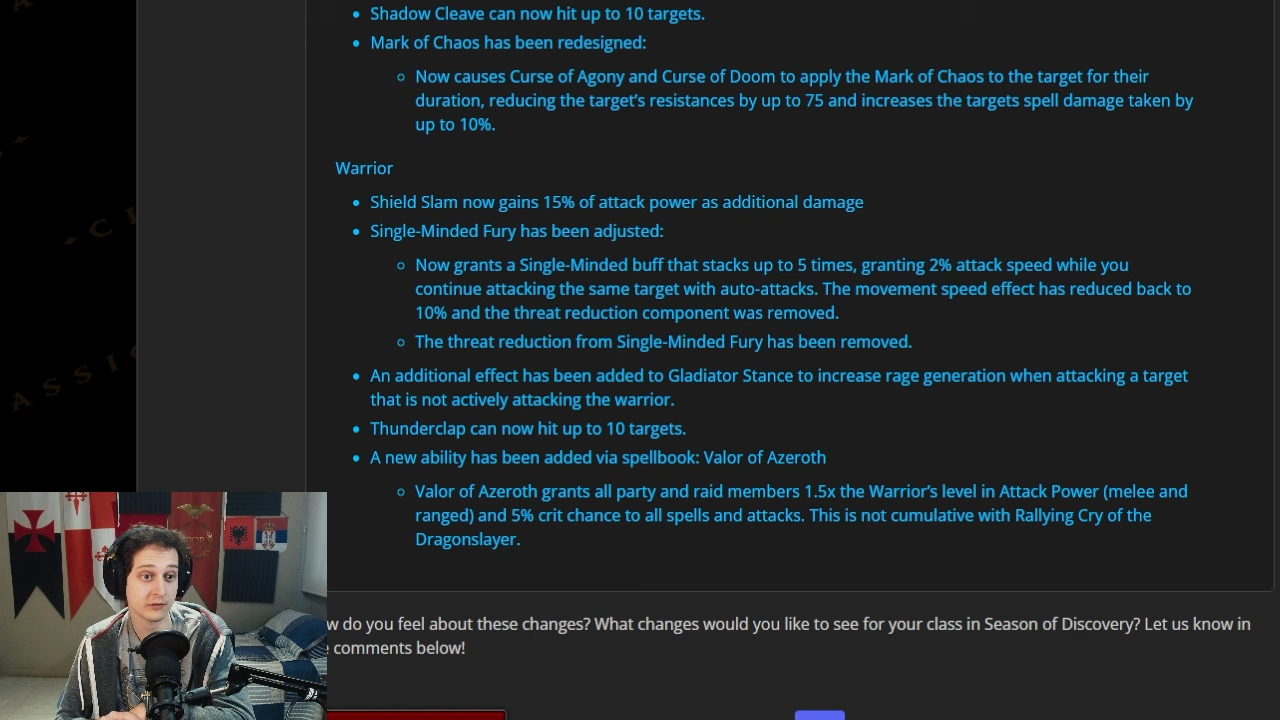 Shadow Cleave can now hit up to 10 targets.
Mark of Chaos has been redesigned:
Now causes Curse of Agony and Curse of Doom to apply the Mark of Chaos to the target for their
duration, reducing the target's resistances by up to 75 and increases the targets spell damage taken by
up to 10%.
Warrior
Shield Slam now gains 15% of attack power as additional damage
Single-Minded Fury has been adjusted:
Now grants a Single-Minded buff that stacks up to 5 times, granting 2% attack speed while you
continue attacking the same target with auto-attacks. The movement speed effect has reduced back to
10% and the threat reduction component was removed.
The threat reduction from Single-Minded Fury has been removed.
An additional effect has been added to Gladiator Stance to increase rage generation when attacking a target
that is not actively attacking the warrior.
Thunderclap can now hit up to 10 targets.
A new ability has been added via spellbook: Valor of Azeroth
Valor of Azeroth grants all party and raid members 1.5x the Warrior's level in Attack Power (melee and
ranged) and 5% crit chance to all spells and attacks. This is not cumulative with Rallying Cry of the
Dragonslayer.
w do you feel about these changes? What changes would you like to see for your class in Season of Discovery? Let us know in
comments below!